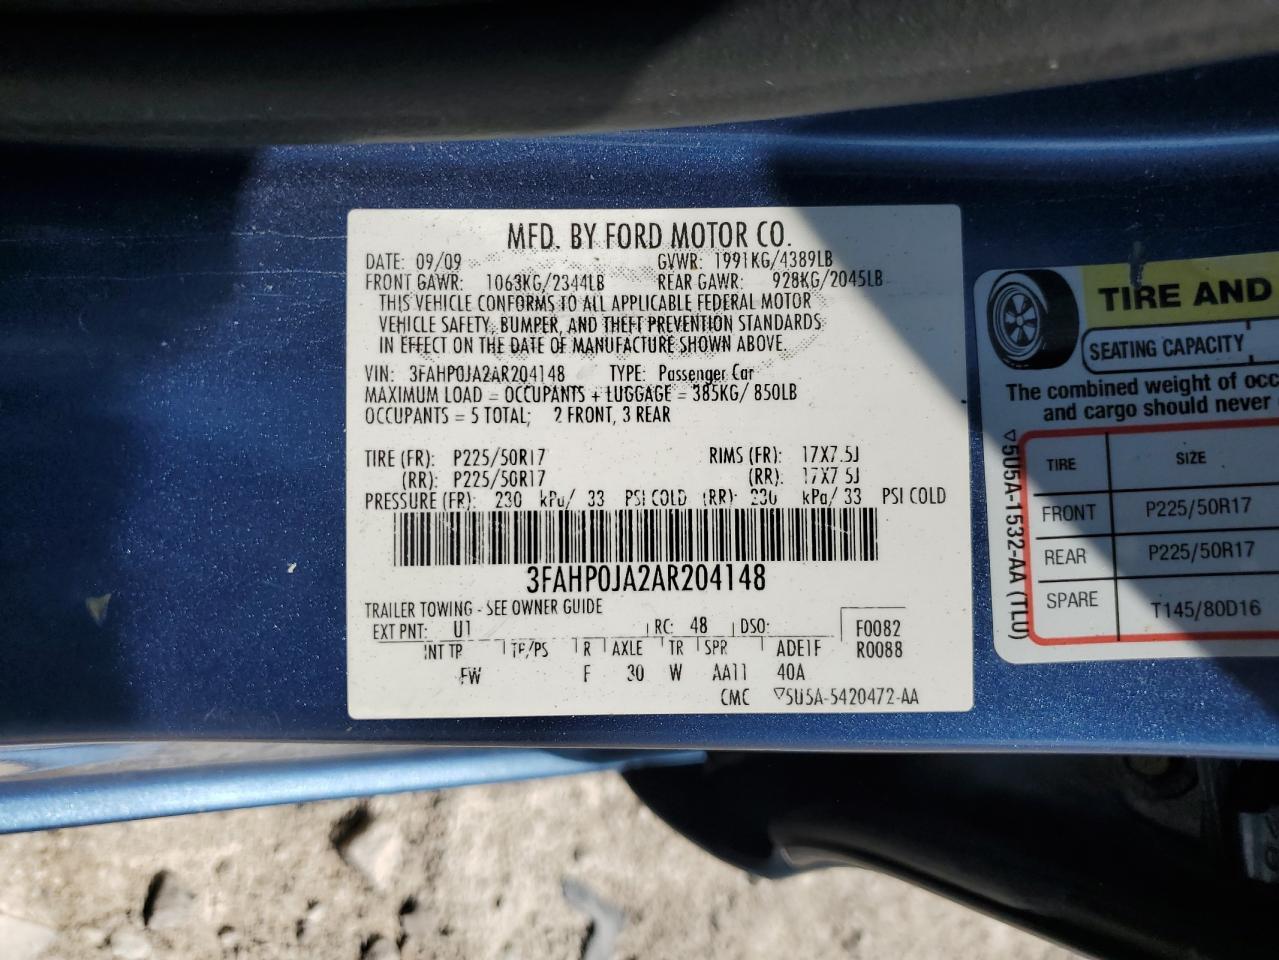 MFD. BY FORD MOTOR CO.
DATE: 09/09 GVWR: 1991KG/4389LB
FRONT GAWR: 1063KG/2344LB REAR GAWR: 928KG/2045LB
THIS VEHICLE CONFORMS TO ALL APPLICABLE FEDERAL MOTOR
VEHICLE SAFETY, BUMPER, AND THEFT PREVENTION STANDARDS
IN EFFECT ON THE DATE OF MANUFACTURE SHOWN ABOVE.
VIN: 3FAHP0JA2AR204148 TYPE: Passenger Car
MAXIMUM LOAD = OCCUPANTS + LUGGAGE = 385KG/ 850LB
OCCUPANTS = 5 TOTAL; 2 FRONT, 3 REAR
TIRE (FR): P225/50R17 RIMS (FR): 17X7.5J
(RR): P225/50R17 (RR): 17X7.5J
PRESSURE (FR): 230 kPa/ 33 PSI COLD (RR): 230 kPa/ 33 PSI COLD
3FAHP0JA2AR204148
TRAILER TOWING - SEE OWNER GUIDE
EXT PNT: U1 RC: 48 DSO: F0082
INT TR TP/PS R AXLE TR SPR ADE1F R0088
FW F 30 W AA11 40A
CMC ▽5U5A-5420472-AA
TIRE AND
SEATING CAPACITY
The combined weight of occ
and cargo should never
▽5U5A-1532-AA (TLU)
TIRE SIZE
FRONT P225/50R17
REAR P225/50R17
SPARE T145/80D16